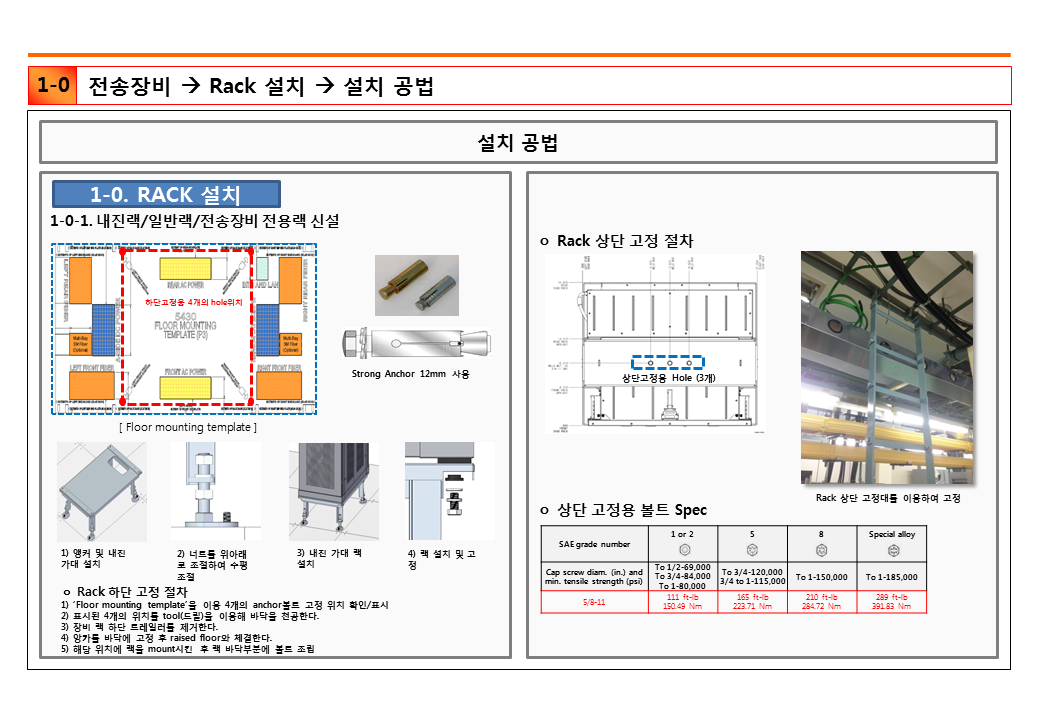 1-0 전송장비 → Rack 설치 → 설치 공법
설치 공법
1-0. RACK 설치
1-0-1. 내진랙/일반랙/전송장비 전용랙 신설
LEFT REAR FIBER
REAR AC POWER
RIGHT REAR FIBER
하단고정용 4개의 hole위치
5430
FLOOR MOUNTING
TEMPLATE (P3)
Multi-Bay
SM Fiber
(Optional)
Multi-Bay
SM Fiber
(Optional)
LEFT FRONT FIBER
FRONT AC POWER
RIGHT FRONT FIBER
[ Floor mounting template ]
Strong Anchor 12mm 사용
1) 앵커 및 내진
가대 설치
2) 너트를 위아래
로 조절하여 수평
조절
3) 내진 가대 랙
설치
4) 랙 설치 및 고
정
o Rack 하단 고정 절차
1) ‘Floor mounting template’을 이용 4개의 anchor볼트 고정 위치 확인/표시
2) 표시된 4개의 위치를 tool(드릴)을 이용해 바닥을 천공한다.
3) 장비 랙 하단 트레일러를 제거한다.
4) 앙카를 바닥에 고정 후 raised floor와 체결한다.
5) 해당 위치에 랙을 mount시킨 후 랙 바닥부분에 볼트 조립
o Rack 상단 고정 절차
상단고정용 Hole (3개)
Rack 상단 고정대를 이용하여 고정
o 상단 고정용 볼트 Spec
SAE grade number 1 or 2 5 8 Special alloy
Cap screw diam. (in.) and
min. tensile strength (psi)
To 1/2-69,000
To 3/4-84,000
To 1-80,000
To 3/4-120,000
3/4 to 1-115,000
To 1-150,000
To 1-185,000
5/8-11
111 ft-lb
150.49 Nm
165 ft-lb
223.71 Nm
210 ft-lb
284.72 Nm
289 ft-lb
391.83 Nm